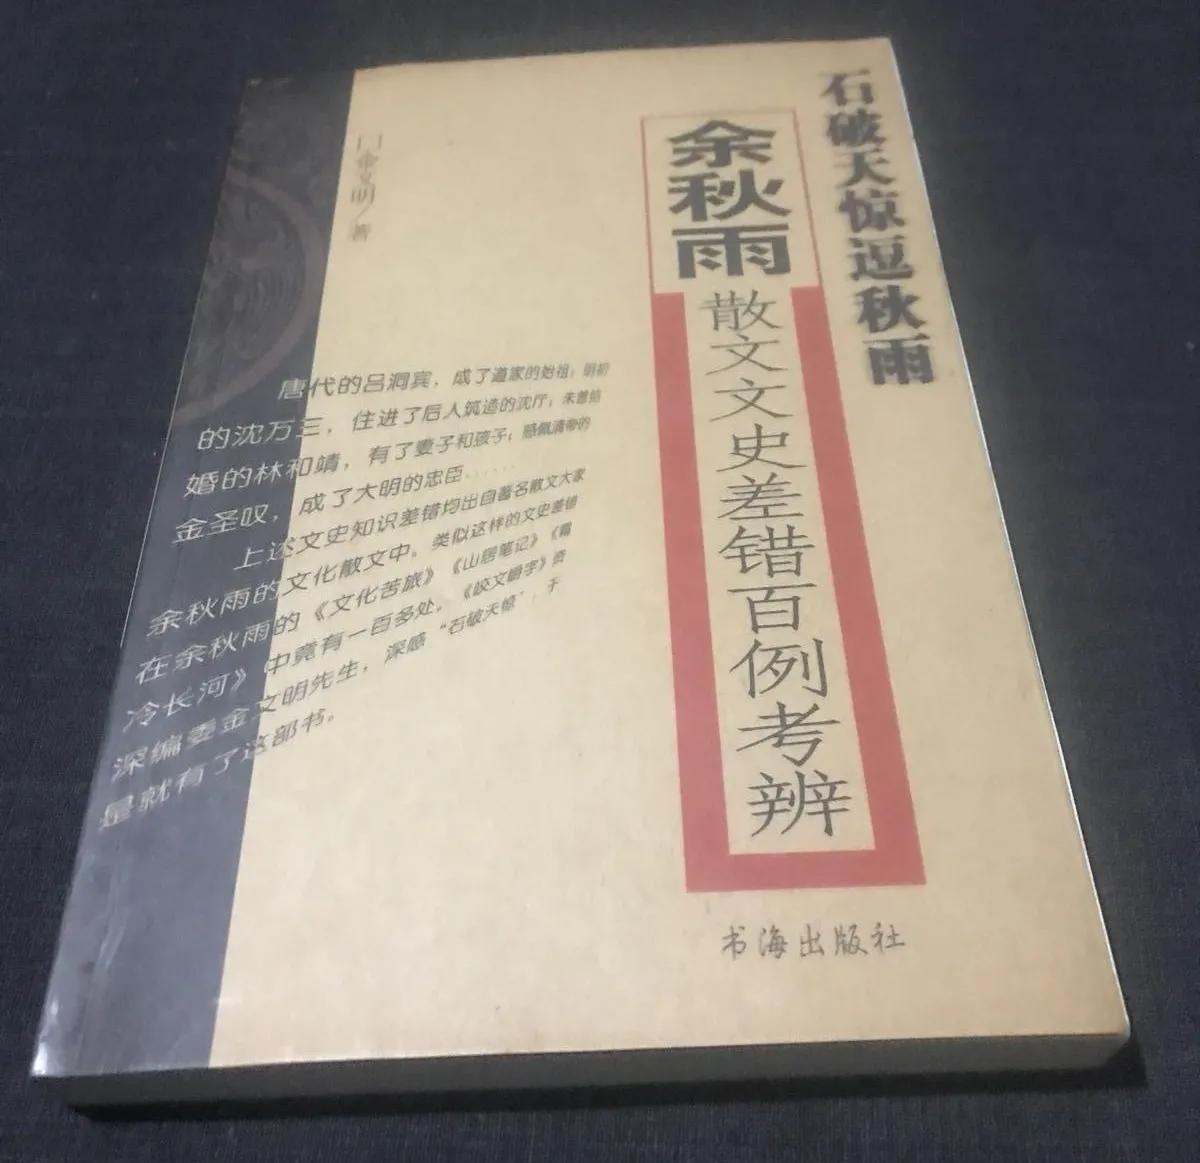 石破天惊逗秋雨
余秋雨
散文文史差错百例考辨
□金文明/著
唐代的吕洞宾，成了道家的始祖；明初
的沈万三，住进了后人筑造的沈厅；未曾结
婚的林和靖，有了妻子和孩子；感佩清帝的
金圣叹，成了大明的忠臣……
上述文史知识差错均出自著名散文大家
余秋雨的文化散文中。类似这样的文史差错
在余秋雨的《文化苦旅》《山居笔记》《霜
冷长河》中竟有一百多处。《咬文嚼字》资
深编委金文明先生，深感“石破天惊”，于
是就有了这部书。
书海出版社